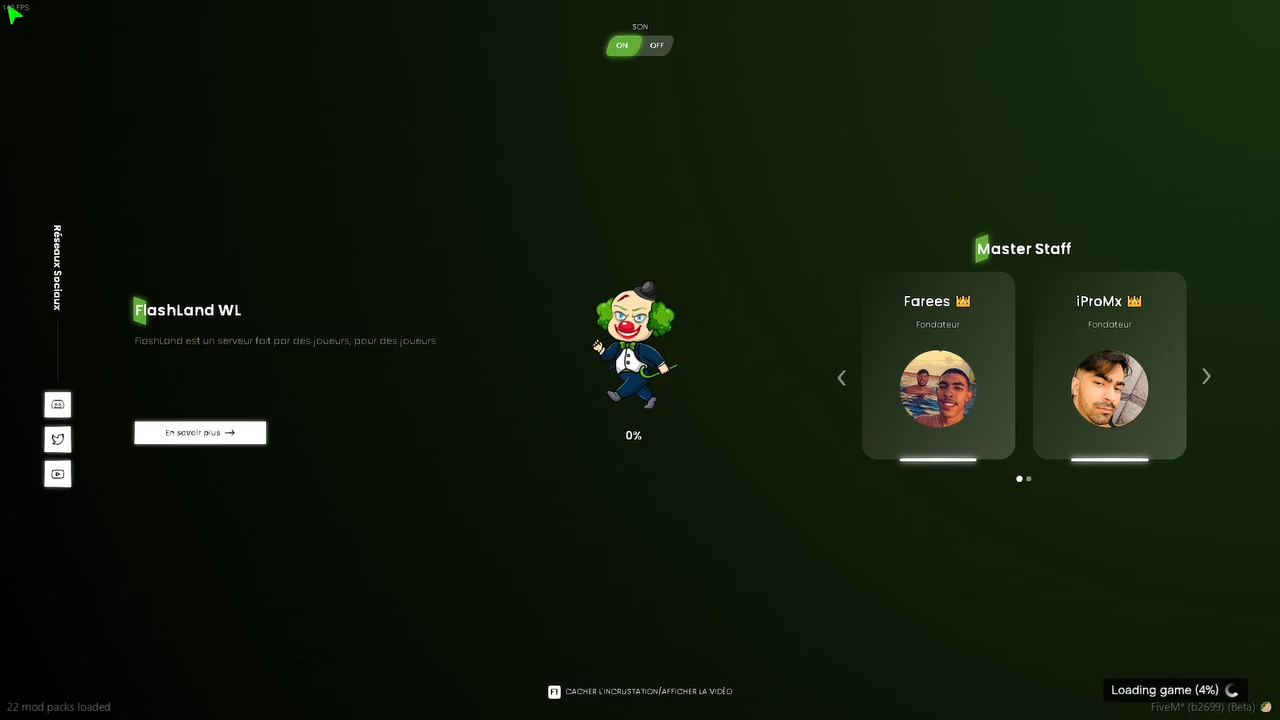 SON
ON OFF
Réseaux Sociaux
FlashLand WL
FlashLand est un serveur fait par des joueurs, pour des joueurs
En savoir plus →
0%
Master Staff
Farees
Fondateur
iProMx
Fondateur
F1 CACHER L'INCRUSTATION/AFFICHER LA VIDÉO
Loading game (4%)
22 mod packs loaded
FiveM* (b2699) (Beta)